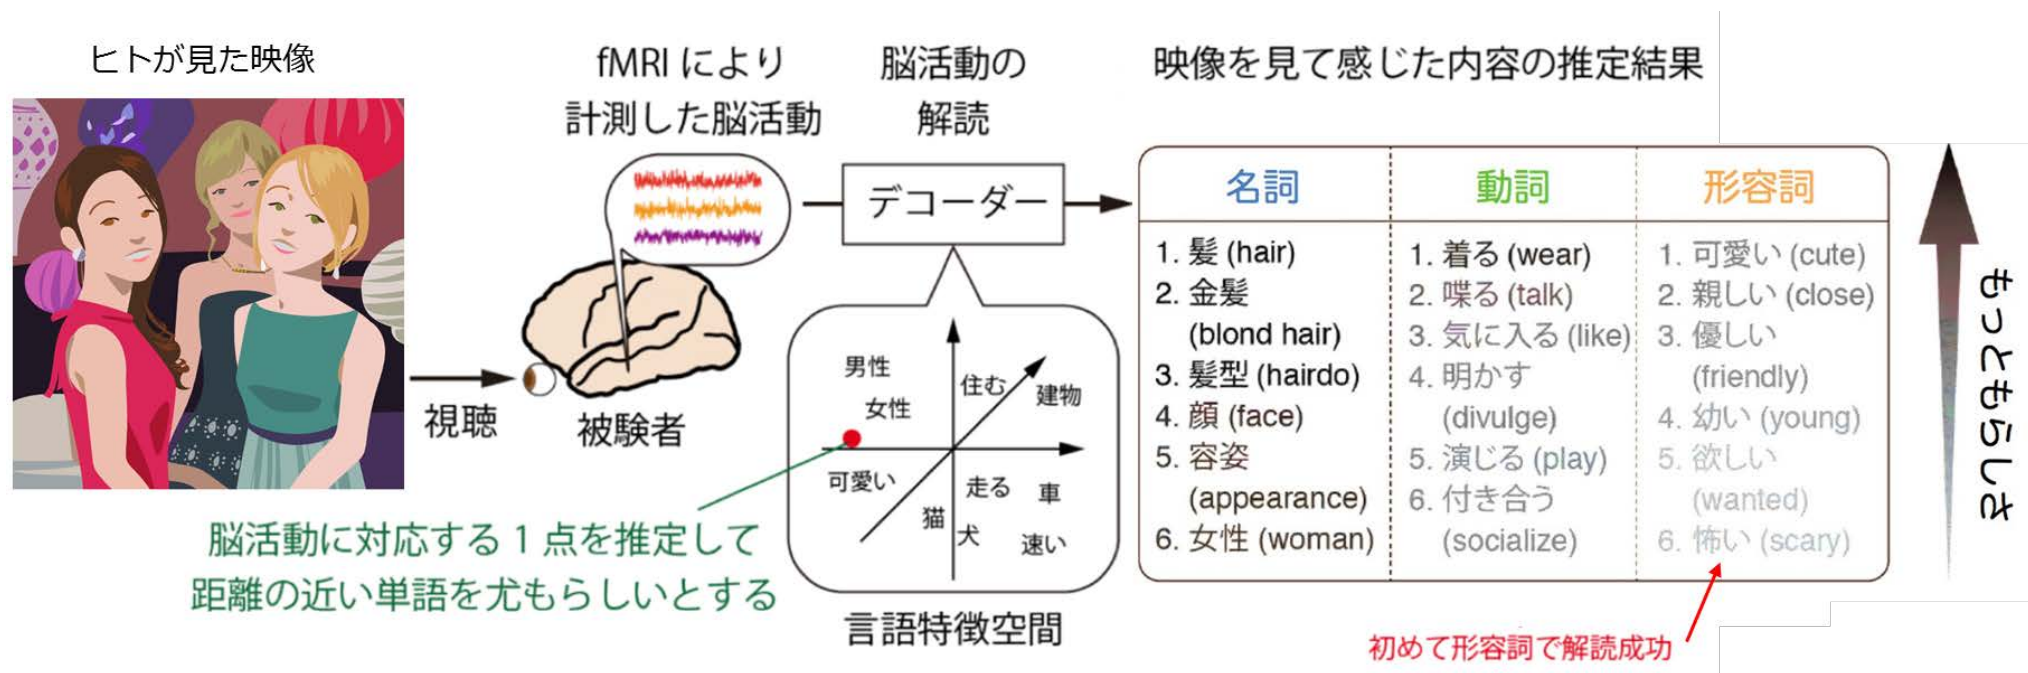 ヒトが見た映像
fMRI により
計測した脳活動
脳活動の
解読
映像を見て感じた内容の推定結果
視聴
被験者
デコーダー
男性
女性
住む
建物
可愛い
走る
車
猫
犬
速い
言語特徴空間
脳活動に対応する 1 点を推定して
距離の近い単語を尤もらしいとする
名詞
1. 髪 (hair)
2. 金髪
(blond hair)
3. 髪型 (hairdo)
4. 顔 (face)
5. 容姿
(appearance)
6. 女性 (woman)
動詞
1. 着る (wear)
2. 喋る (talk)
3. 気に入る (like)
4. 明かす
(divulge)
5. 演じる (play)
6. 付き合う
(socialize)
形容詞
1. 可愛い (cute)
2. 親しい (close)
3. 優しい
(friendly)
4. 幼い (young)
5. 欲しい
(wanted)
6. 怖い (scary)
もっともらしさ
初めて形容詞で解読成功